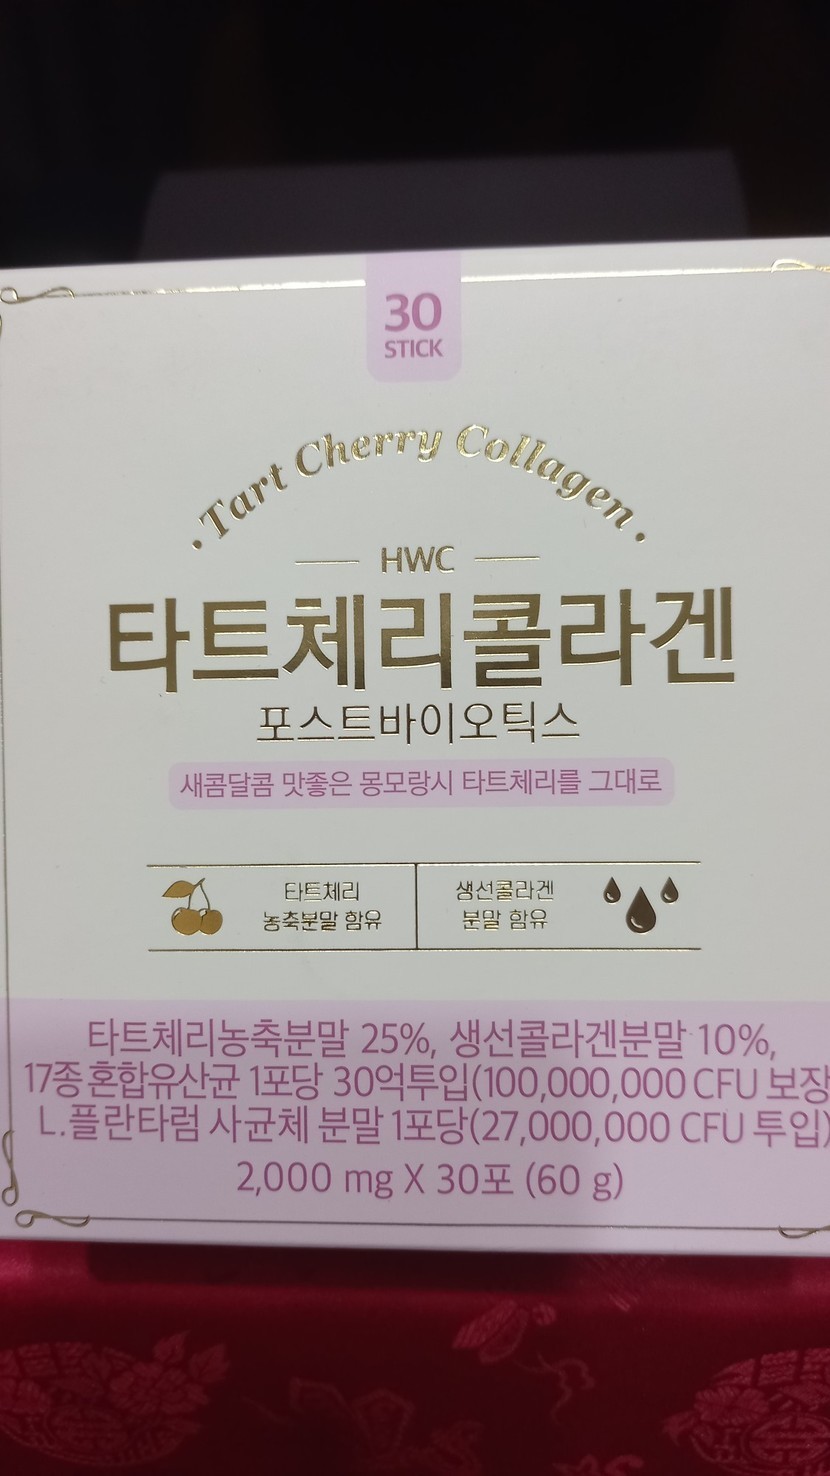 30
STICK
Tart Cherry Collagen
HWC
타트체리콜라겐
포스트바이오틱스
새콤달콤 맛좋은 몽모랑시 타트체리를 그대로
타트체리
농축분말 함유
생선콜라겐
분말 함유
타트체리농축분말 25%, 생선콜라겐분말 10%,
17종 혼합유산균 1포당 30억투입(100,000,000 CFU 보장
L.플란타럼 사균체 분말 1포당(27,000,000 CFU 투입)
2,000 mg X 30포 (60 g)